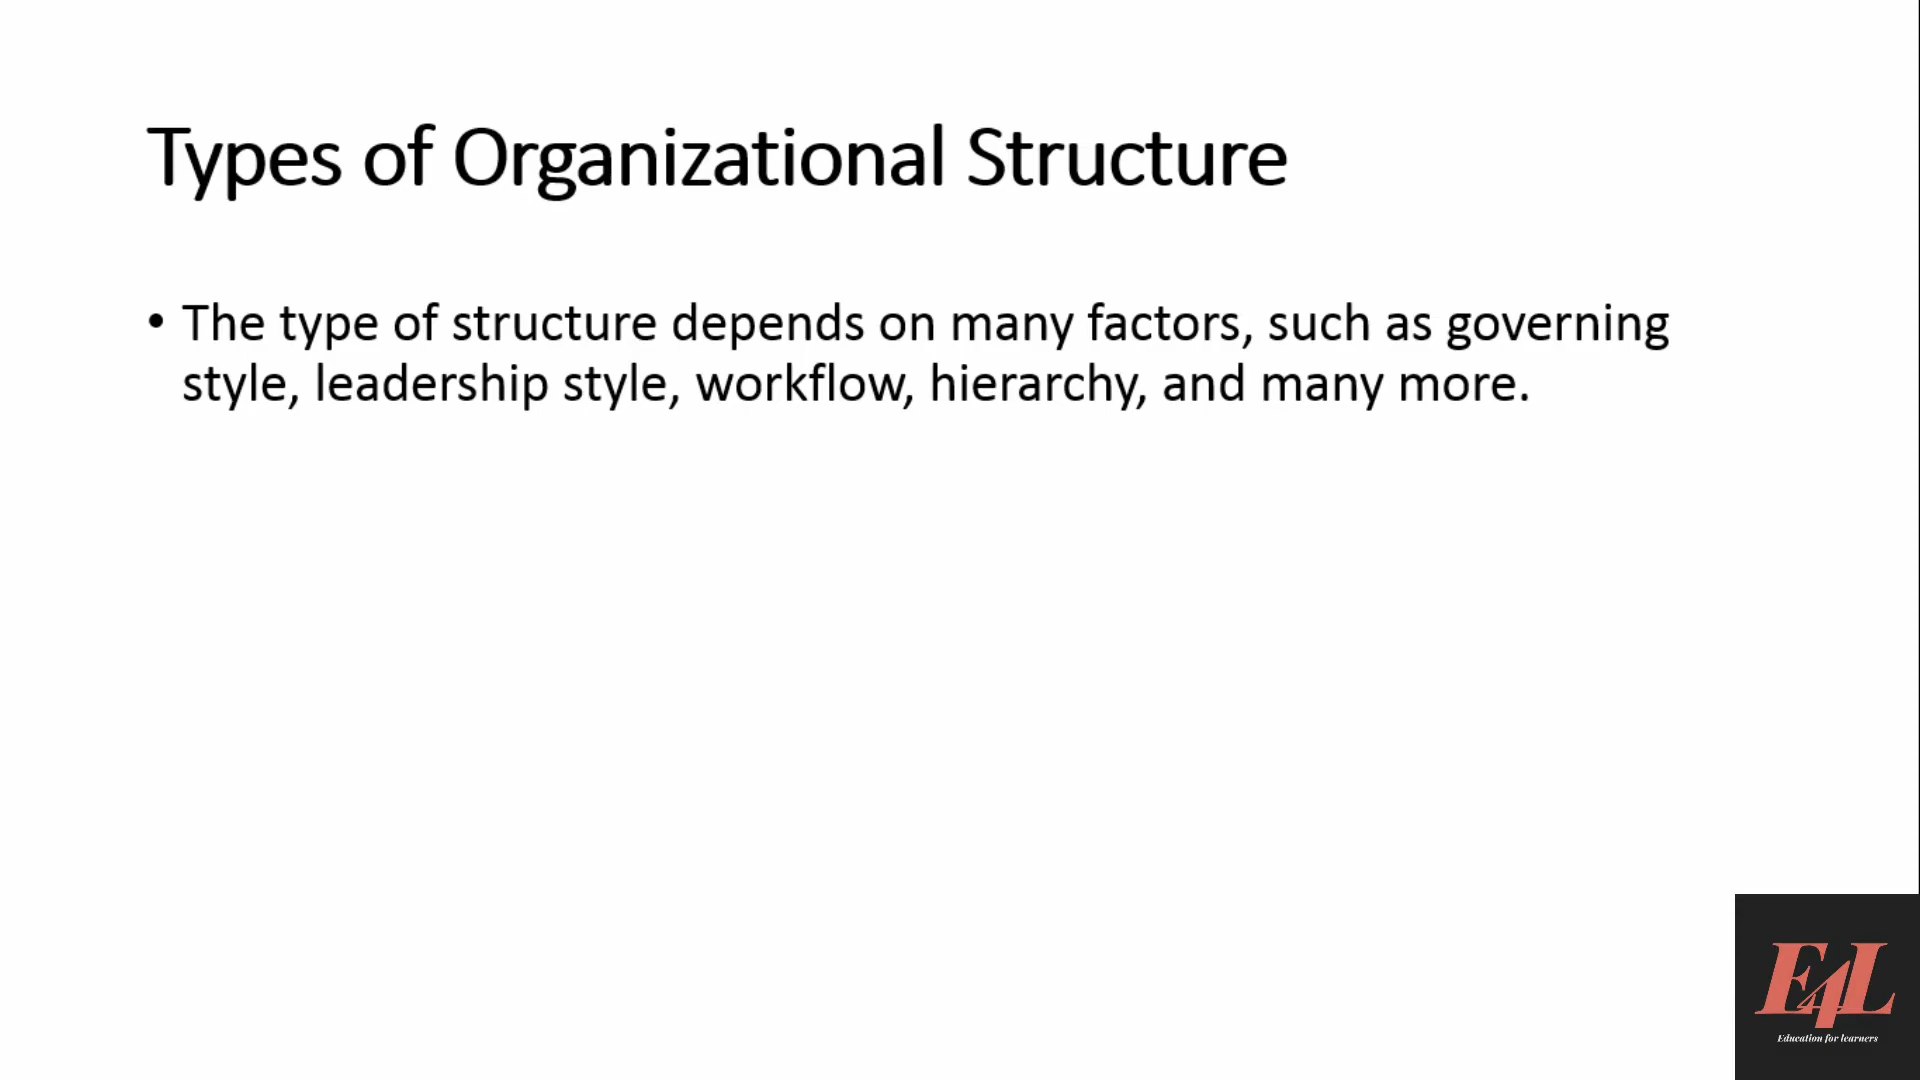 Types of Organizational Structure
• The type of structure depends on many factors, such as governing
style, leadership style, workflow, hierarchy, and many more.
E4L
Education for learners